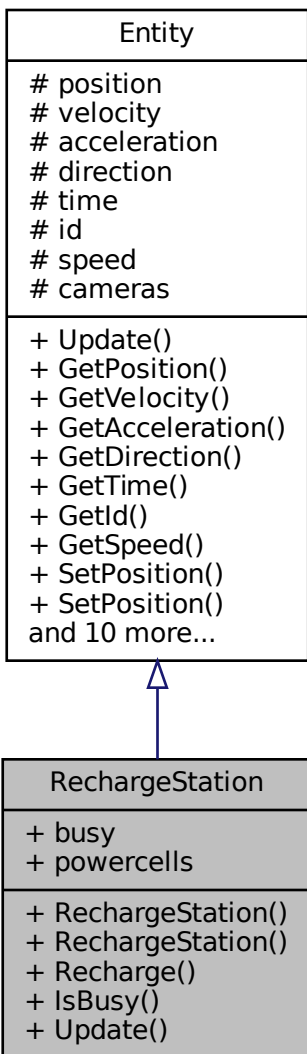 Entity
# position
# velocity
# acceleration
# direction
# time
# id
# speed
# cameras
+ Update()
+ GetPosition()
+ GetVelocity()
+ GetAcceleration()
+ GetDirection()
+ GetTime()
+ GetId()
+ GetSpeed()
+ SetPosition()
+ SetPosition()
and 10 more...
RechargeStation
+ busy
+ powercells
+ RechargeStation()
+ RechargeStation()
+ Recharge()
+ IsBusy()
+ Update()